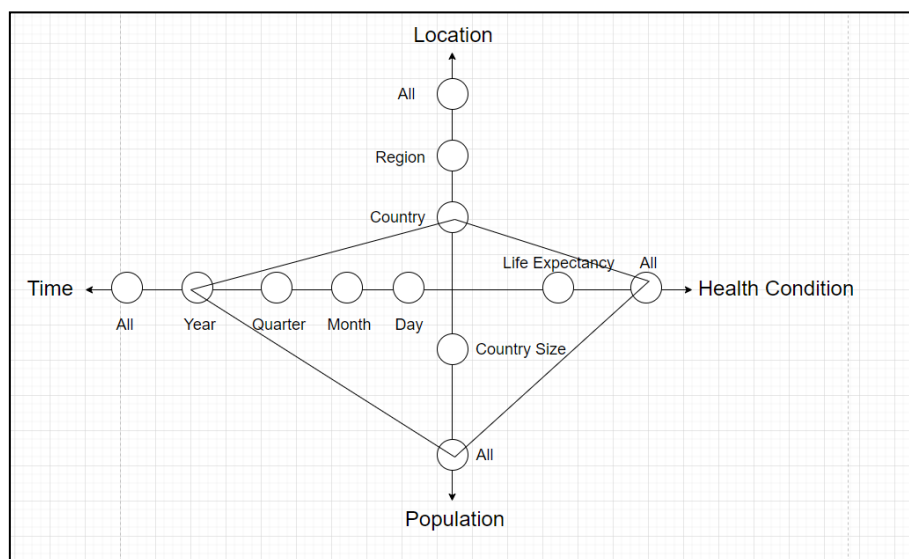 Location
All
Region
Country
Life Expectancy
All
Time
Health Condition
All
Year
Quarter
Month
Day
Country Size
All
Population